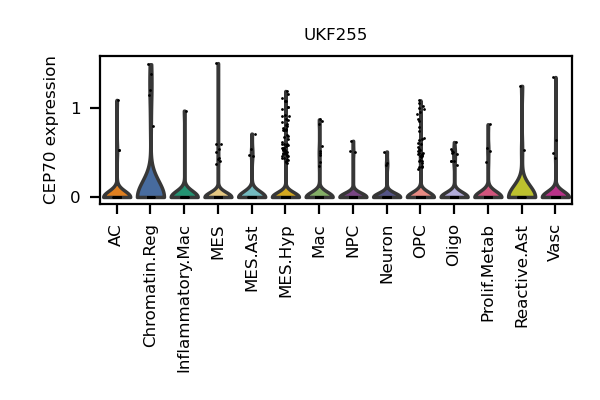 UKF255
CEP70 expression
1
0
AC
Chromatin.Reg
Inflammatory.Mac
MES
MES.Ast
MES.Hyp
Mac
NPC
Neuron
OPC
Oligo
Prolif.Metab
Reactive.Ast
Vasc